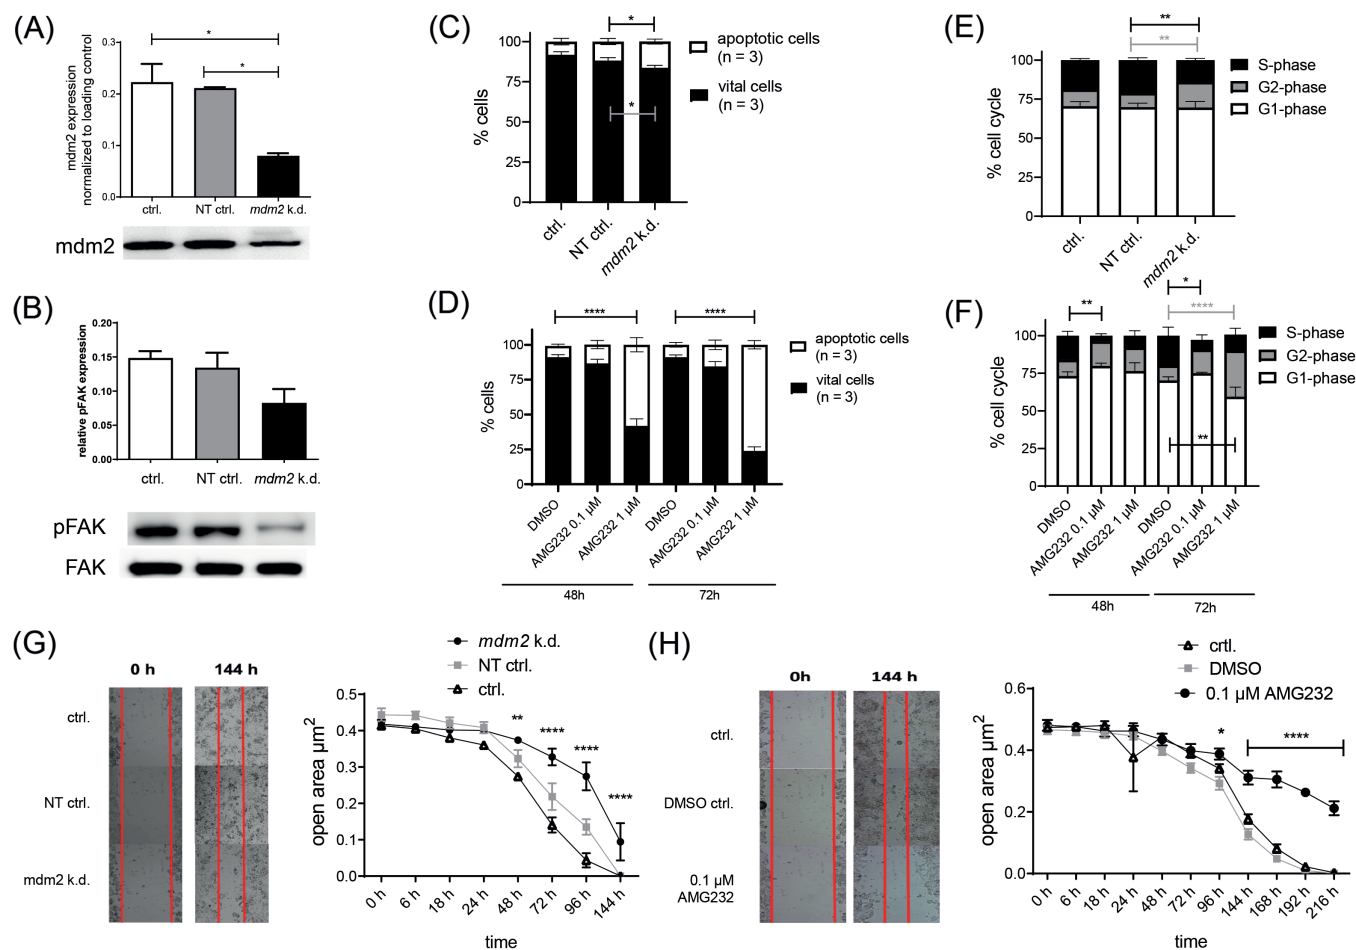 (A)
mdm2 expression
normalized to loading control
0.3
0.2
0.1
0.0
*
*
ctrl.
NT ctrl.
mdm2 k.d.
mdm2
(B)
relative pFAK expression
0.20
0.15
0.10
0.05
0.00
ctrl.
NT ctrl.
mdm2 k.d.
pFAK
FAK
(C)
% cells
100
75
50
25
0
*
*
ctrl.
NT ctrl.
mdm2 k.d.
apoptotic cells
(n = 3)
vital cells
(n = 3)
(D)
% cells
100
75
50
25
0
****
****
DMSO
AMG232 0.1 µM
AMG232 1 µM
DMSO
AMG232 0.1 µM
AMG232 1 µM
48h
72h
apoptotic cells
(n = 3)
vital cells
(n = 3)
(E)
% cell cycle
100
75
50
25
0
**
**
ctrl.
NT ctrl.
mdm2 k.d.
S-phase
G2-phase
G1-phase
(F)
% cell cycle
100
75
50
25
0
**
*
****
**
DMSO
AMG232 0.1 µM
AMG232 1 µM
DMSO
AMG232 0.1 µM
AMG232 1 µM
48h
72h
S-phase
G2-phase
G1-phase
(G)
0 h
144 h
ctrl.
NT ctrl.
mdm2 k.d.
mdm2 k.d.
NT ctrl.
ctrl.
open area µm2
0.5
0.4
0.3
0.2
0.1
0.0
**
****
****
****
0 h
6 h
18 h
24 h
48 h
72 h
96 h
144 h
time
(H)
0h
144 h
ctrl.
DMSO ctrl.
0.1 µM
AMG232
crtl.
DMSO
0.1 µM AMG232
open area µm2
0.6
0.4
0.2
0.0
*
****
0 h
6 h
18 h
24 h
48 h
72 h
96 h
144 h
168 h
192 h
216 h
time